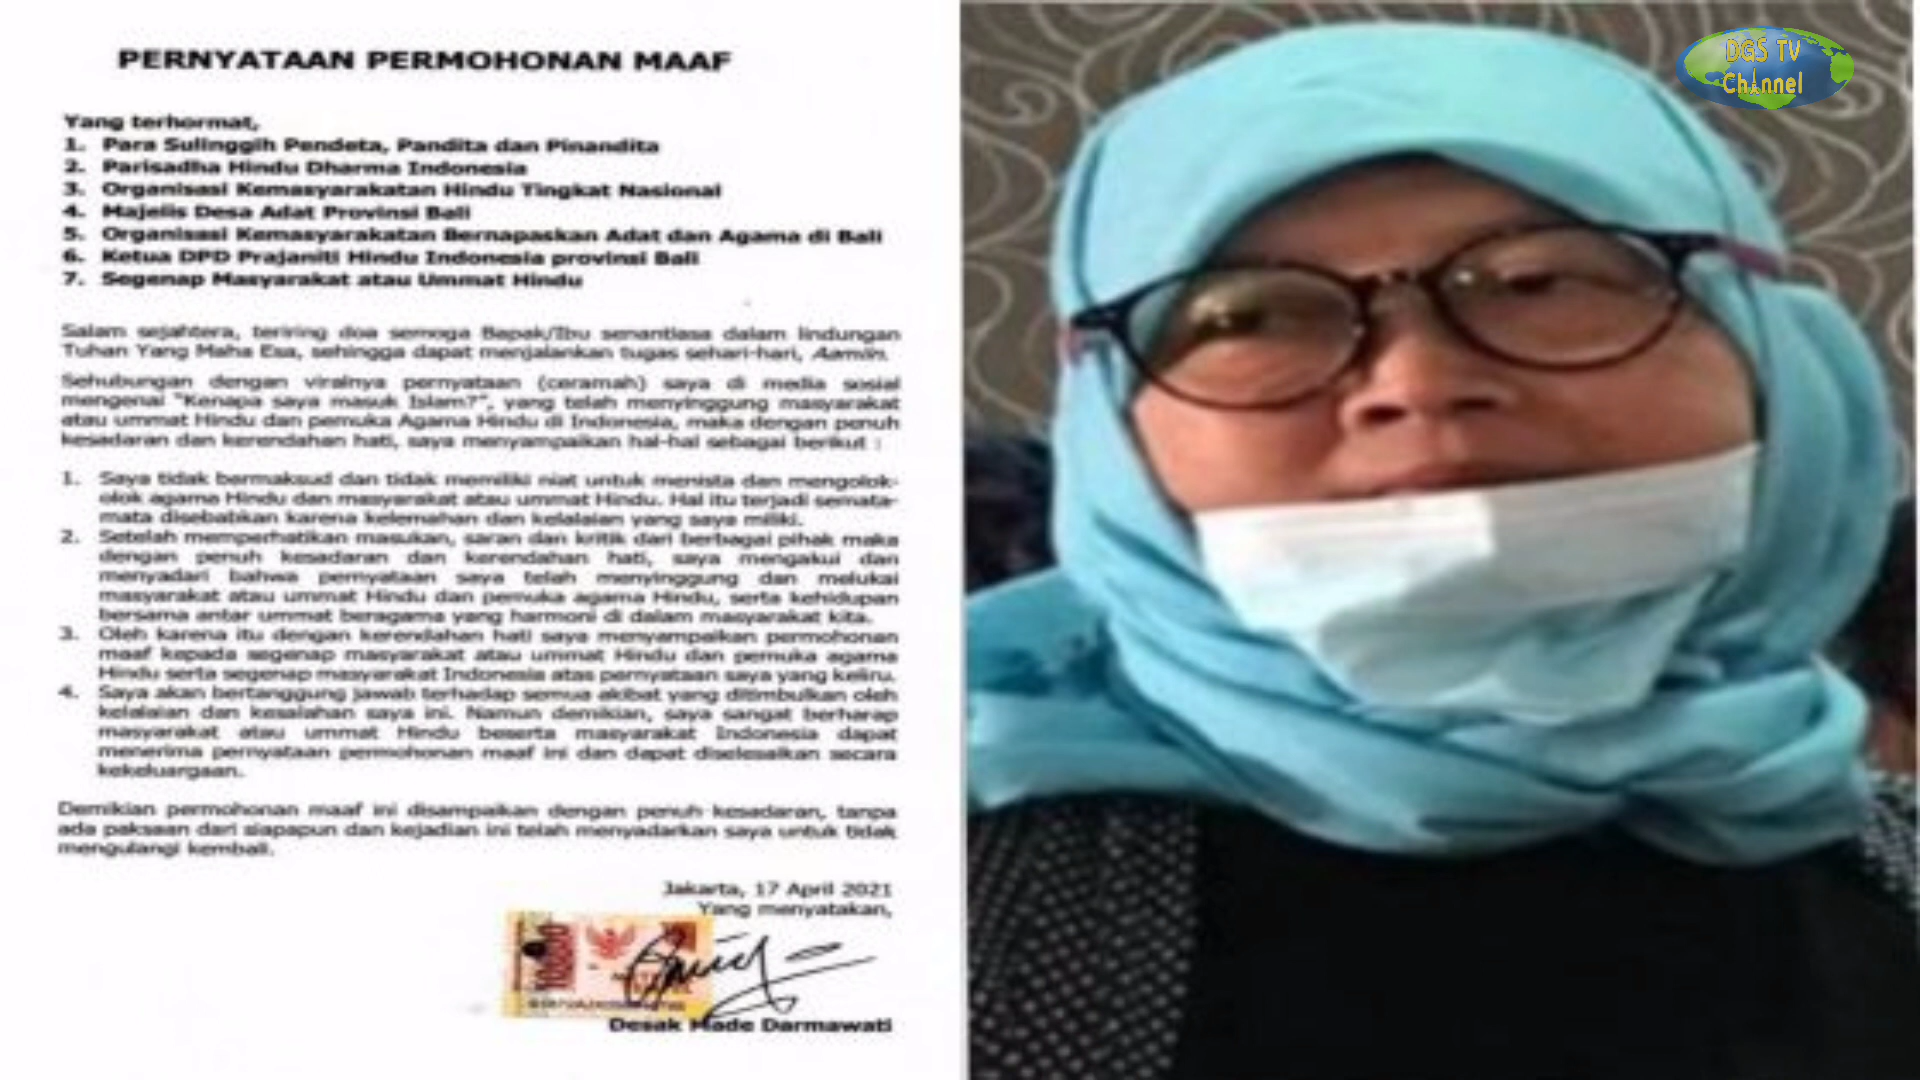 PERNYATAAN PERMOHONAN MAAF
Yang terhormat,
1. Para Sulinggih Pendeta, Pandita dan Pinandita
2. Parisadha Hindu Dharma Indonesia
3. Organisasi Kemasyarakatan Hindu Tingkat Nasional
4. Majelis Desa Adat Provinsi Bali
5. Organisasi Kemasyarakatan Bernapaskan Adat dan Agama di Bali
6. Ketua DPD Prajaniti Hindu Indonesia provinsi Bali
7. Segenap Masyarakat atau Ummat Hindu
Salam sejahtera, teriring doa semoga Bapak/Ibu senantiasa dalam lindungan
Tuhan Yang Maha Esa, sehingga dapat menjalankan tugas sehari-hari, Aamiin.
Sehubungan dengan viralnya pernyataan (ceramah) saya di media sosial
mengenai "Kenapa saya masuk Islam?", yang telah menyinggung masyarakat
atau ummat Hindu dan pemuka Agama Hindu di Indonesia, maka dengan penuh
kesadaran dan kerendahan hati, saya menyampaikan hal-hal sebagai berikut :
1. Saya tidak bermaksud dan tidak memiliki niat untuk menista dan mengolok-
olok agama Hindu dan masyarakat atau ummat Hindu. Hal itu terjadi semata-
mata disebabkan karena kelemahan dan kelalaian yang saya miliki.
2. Setelah memperhatikan masukan, saran dan kritik dari berbagai pihak maka
dengan penuh kesadaran dan kerendahan hati, saya mengakui dan
menyadari bahwa pernyataan saya telah menyinggung dan melukai
masyarakat atau ummat Hindu dan pemuka agama Hindu, serta kehidupan
bersama antar ummat beragama yang harmoni di dalam masyarakat kita.
3. Oleh karena itu dengan kerendahan hati saya menyampaikan permohonan
maaf kepada segenap masyarakat atau ummat Hindu dan pemuka agama
Hindu serta segenap masyarakat Indonesia atas pernyataan saya yang keliru.
4. Saya akan bertanggung jawab terhadap semua akibat yang ditimbulkan oleh
kelalaian dan kesalahan saya ini. Namun demikian, saya sangat berharap
masyarakat atau ummat Hindu beserta masyarakat Indonesia dapat
menerima pernyataan permohonan maaf ini dan dapat diselesaikan secara
kekeluargaan.
Demikian permohonan maaf ini disampaikan dengan penuh kesadaran, tanpa
ada paksaan dari siapapun dan kejadian ini telah menyadarkan saya untuk tidak
mengulangi kembali.
Jakarta, 17 April 2021
Yang menyatakan,
10000
Desak Made Darmawati
DGS TV
Channel